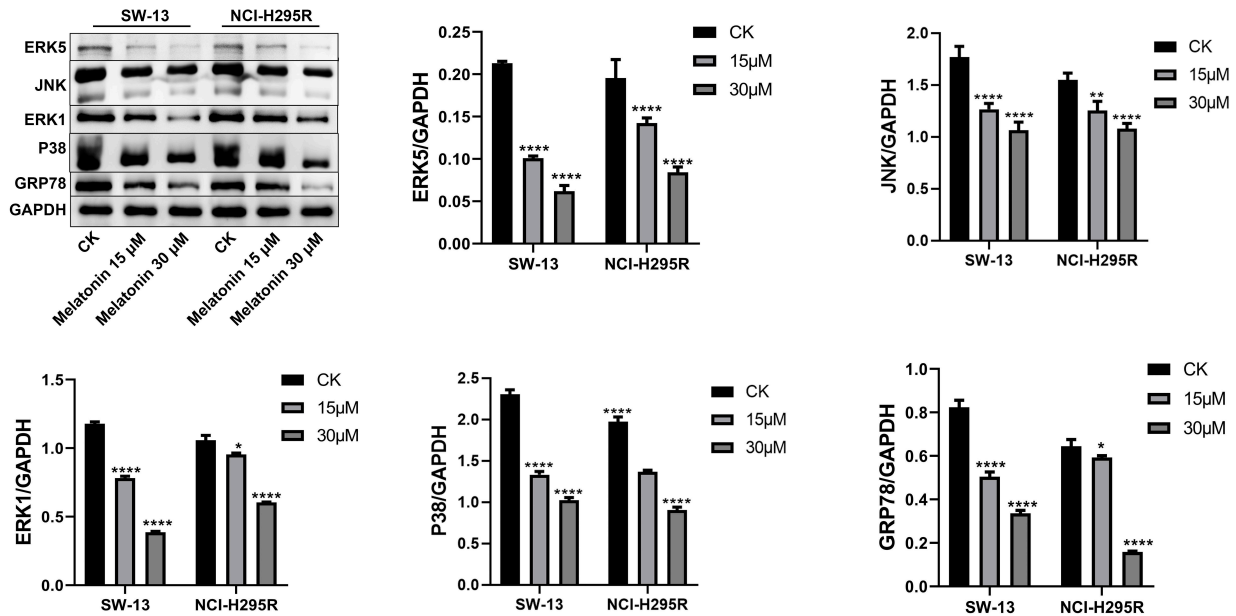 SW-13 NCI-H295R
ERK5
JNK
ERK1
P38
GRP78
GAPDH
CK Melatonin 15 µM Melatonin 30 µM CK Melatonin 15 µM Melatonin 30 µM
ERK5/GAPDH
0.25
0.20
0.15
0.10
0.05
0.00
CK
15µM
30µM
**** **** **** ****
SW-13 NCI-H295R
JNK/GAPDH
2.0
1.5
1.0
1.5
0.0
CK
15µM
30µM
**** **** ** ****
SW-13 NCI-H295R
ERK1/GAPDH
1.5
1.0
0.5
0.0
CK
15µM
30µM
**** **** * ****
SW-13 NCI-H295R
P38/GAPDH
2.5
2.0
1.5
1.0
0.5
0.0
CK
15µM
30µM
**** **** **** ****
SW-13 NCI-H295R
GRP78/GAPDH
1.0
0.8
0.6
0.4
0.2
0.0
CK
15µM
30µM
**** **** * ****
SW-13 NCI-H295R